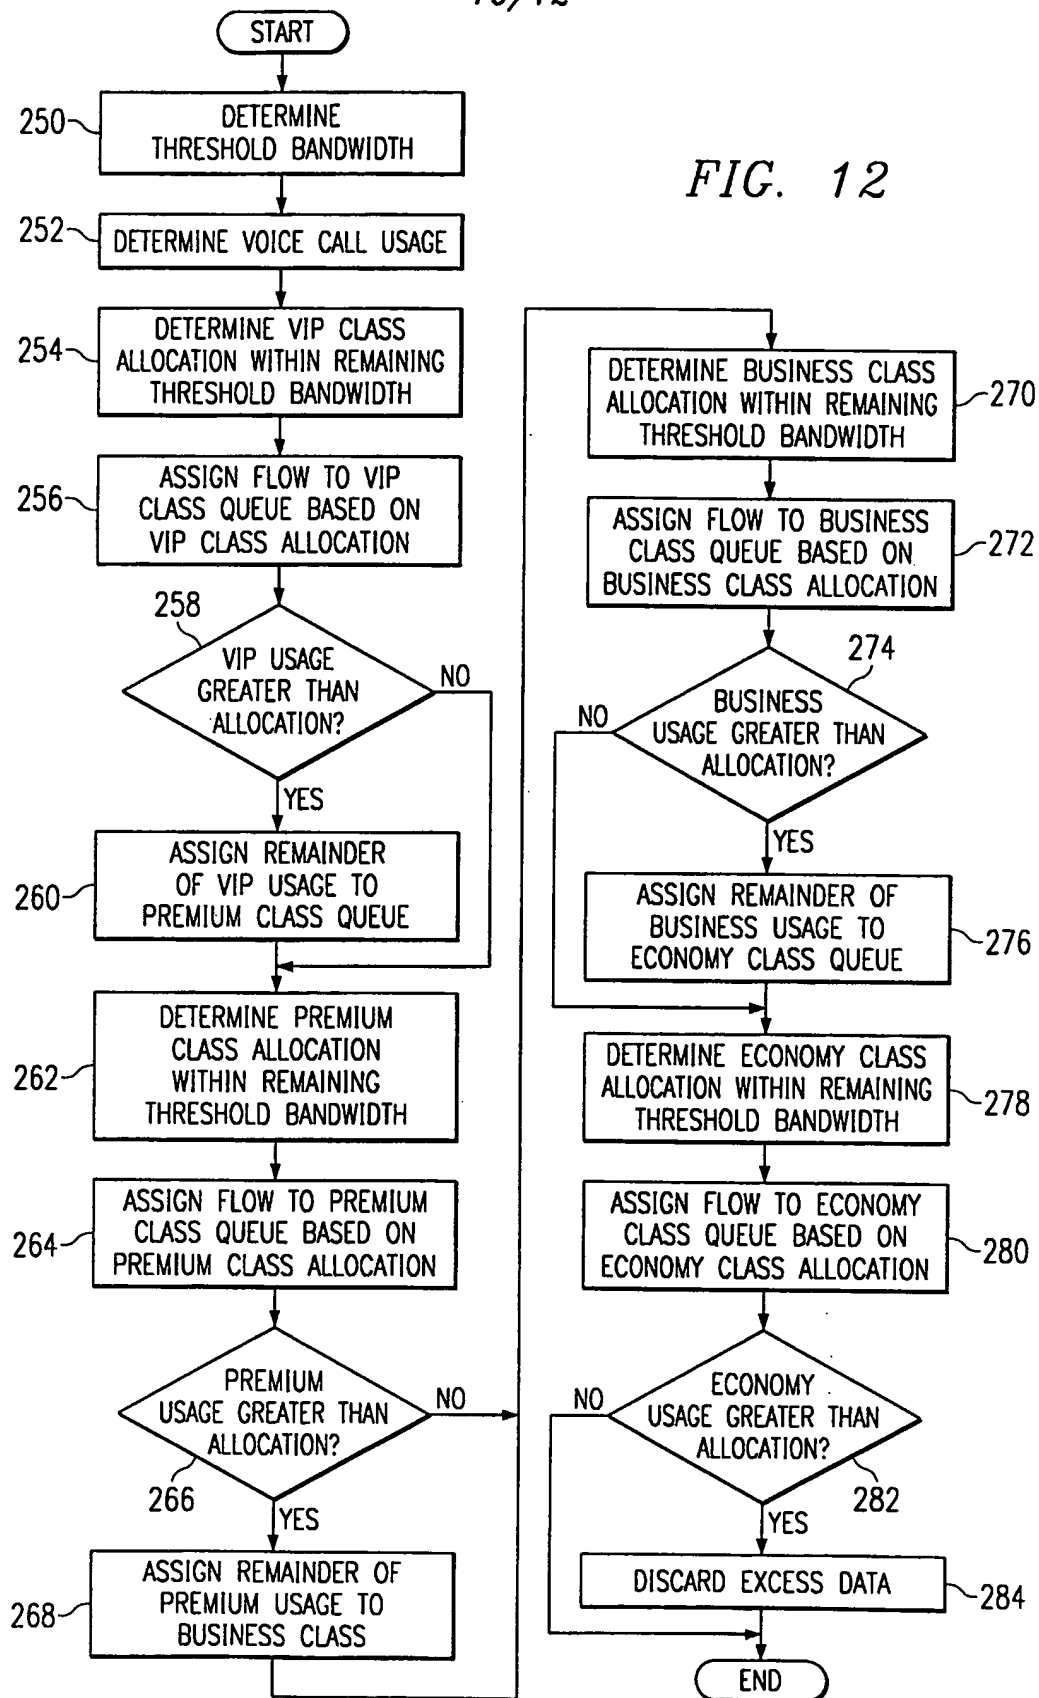 START
250
DETERMINE
THRESHOLD BANDWIDTH
FIG. 12
252
DETERMINE VOICE CALL USAGE
254
DETERMINE VIP CLASS
ALLOCATION WITHIN REMAINING
THRESHOLD BANDWIDTH
256
ASSIGN FLOW TO VIP
CLASS QUEUE BASED ON
VIP CLASS ALLOCATION
258
VIP USAGE
GREATER THAN
ALLOCATION?
NO
YES
260
ASSIGN REMAINDER
OF VIP USAGE TO
PREMIUM CLASS QUEUE
262
DETERMINE PREMIUM
CLASS ALLOCATION
WITHIN REMAINING
THRESHOLD BANDWIDTH
264
ASSIGN FLOW TO PREMIUM
CLASS QUEUE BASED ON
PREMIUM CLASS ALLOCATION
PREMIUM
USAGE GREATER THAN
ALLOCATION?
NO
266
YES
268
ASSIGN REMAINDER OF
PREMIUM USAGE TO
BUSINESS CLASS
DETERMINE BUSINESS CLASS
ALLOCATION WITHIN REMAINING
THRESHOLD BANDWIDTH
270
ASSIGN FLOW TO BUSINESS
CLASS QUEUE BASED ON
BUSINESS CLASS ALLOCATION
272
274
BUSINESS
USAGE GREATER THAN
ALLOCATION?
NO
YES
ASSIGN REMAINDER OF
BUSINESS USAGE TO
ECONOMY CLASS QUEUE
276
DETERMINE ECONOMY CLASS
ALLOCATION WITHIN REMAINING
THRESHOLD BANDWIDTH
278
ASSIGN FLOW TO ECONOMY
CLASS QUEUE BASED ON
ECONOMY CLASS ALLOCATION
280
ECONOMY
USAGE GREATER THAN
ALLOCATION?
NO
282
YES
DISCARD EXCESS DATA
284
END